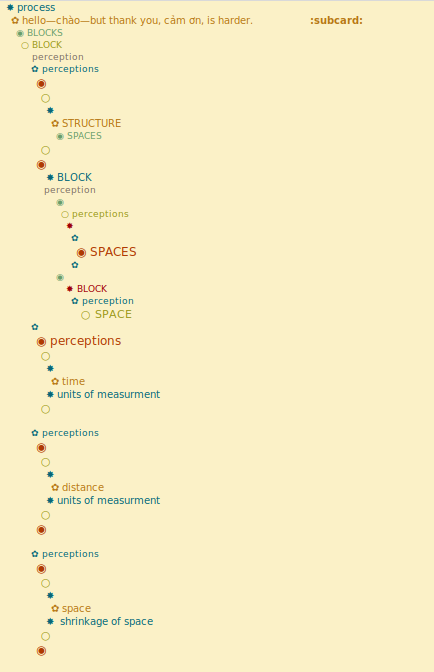 process
hello—chào—but thank you, cảm ơn, is harder. :subcard:
BLOCKS
BLOCK
perception
perceptions
STRUCTURE
SPACES
BLOCK
perception
perceptions
SPACES
BLOCK
perception
SPACE
perceptions
time
units of measurment
perceptions
distance
units of measurment
perceptions
space
shrinkage of space